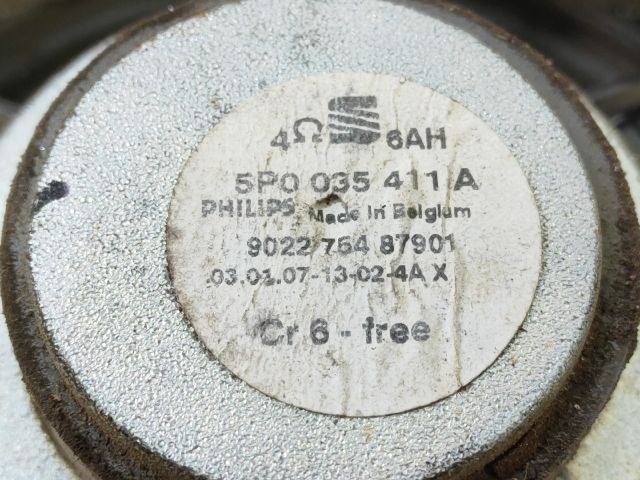 4Ω 6AH
5P0 035 411 A
PHILIPS Made in Belgium
9022 754 87901
03.01.07-13-02-4A X
Cr 6 - free